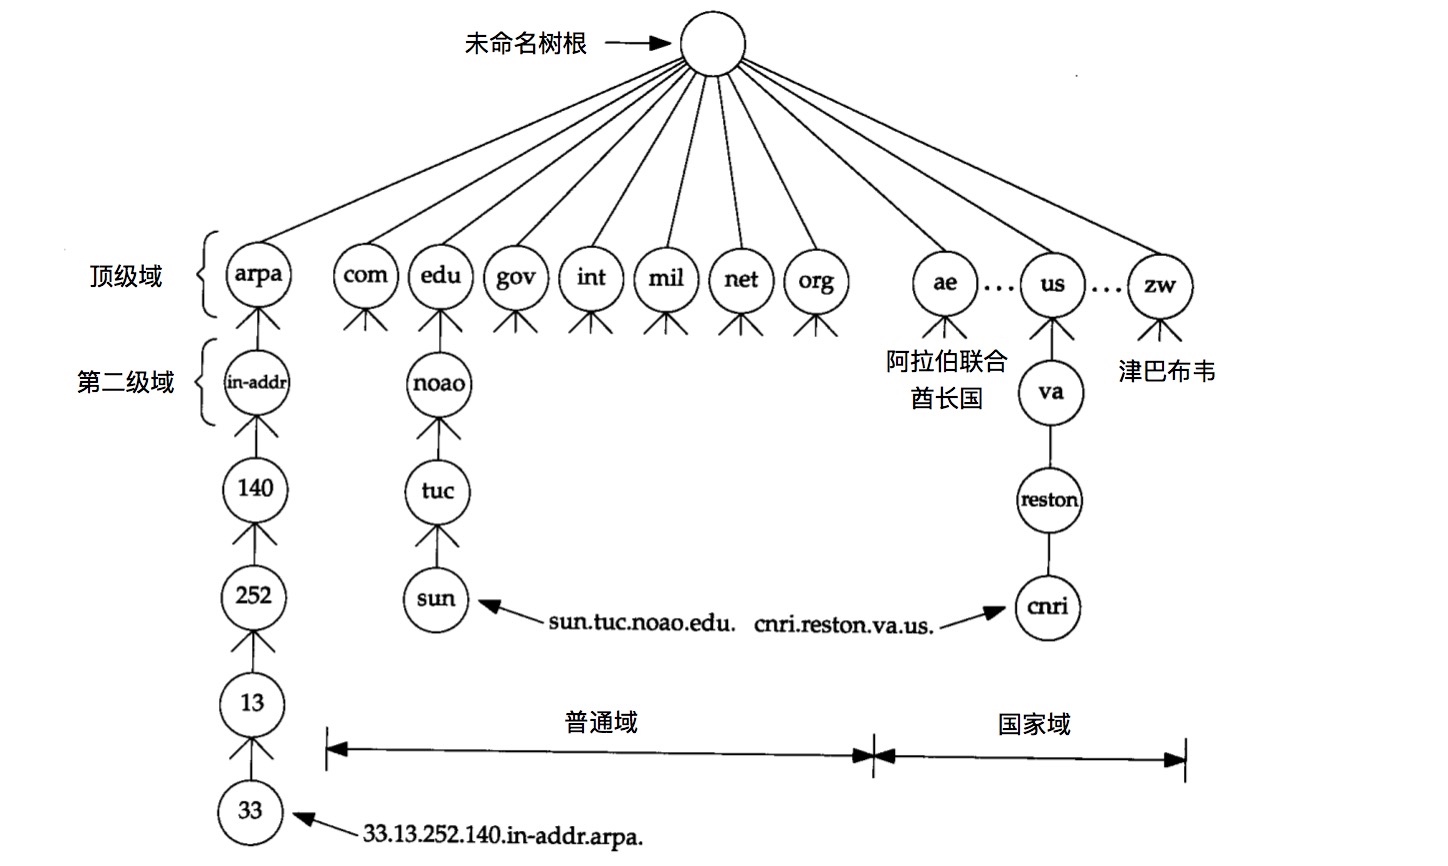 未命名树根
顶级域
arpa
com
edu
gov
int
mil
net
org
ae
...
us
...
zw
阿拉伯联合
酋长国
津巴布韦
第二级域
in-addr
noao
va
140
tuc
reston
252
sun
sun.tuc.noao.edu.
cnri.reston.va.us.
cnri
13
普通域
国家域
33
33.13.252.140.in-addr.arpa.